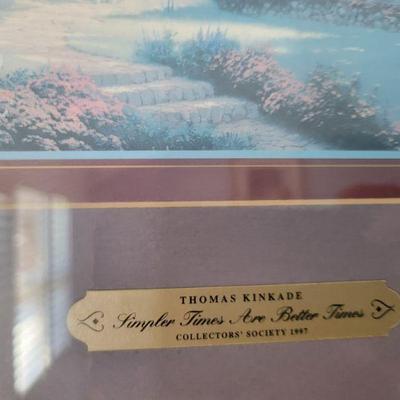 THOMAS KINKADE
Simpler Times Are Better Times
COLLECTORS' SOCIETY 1997